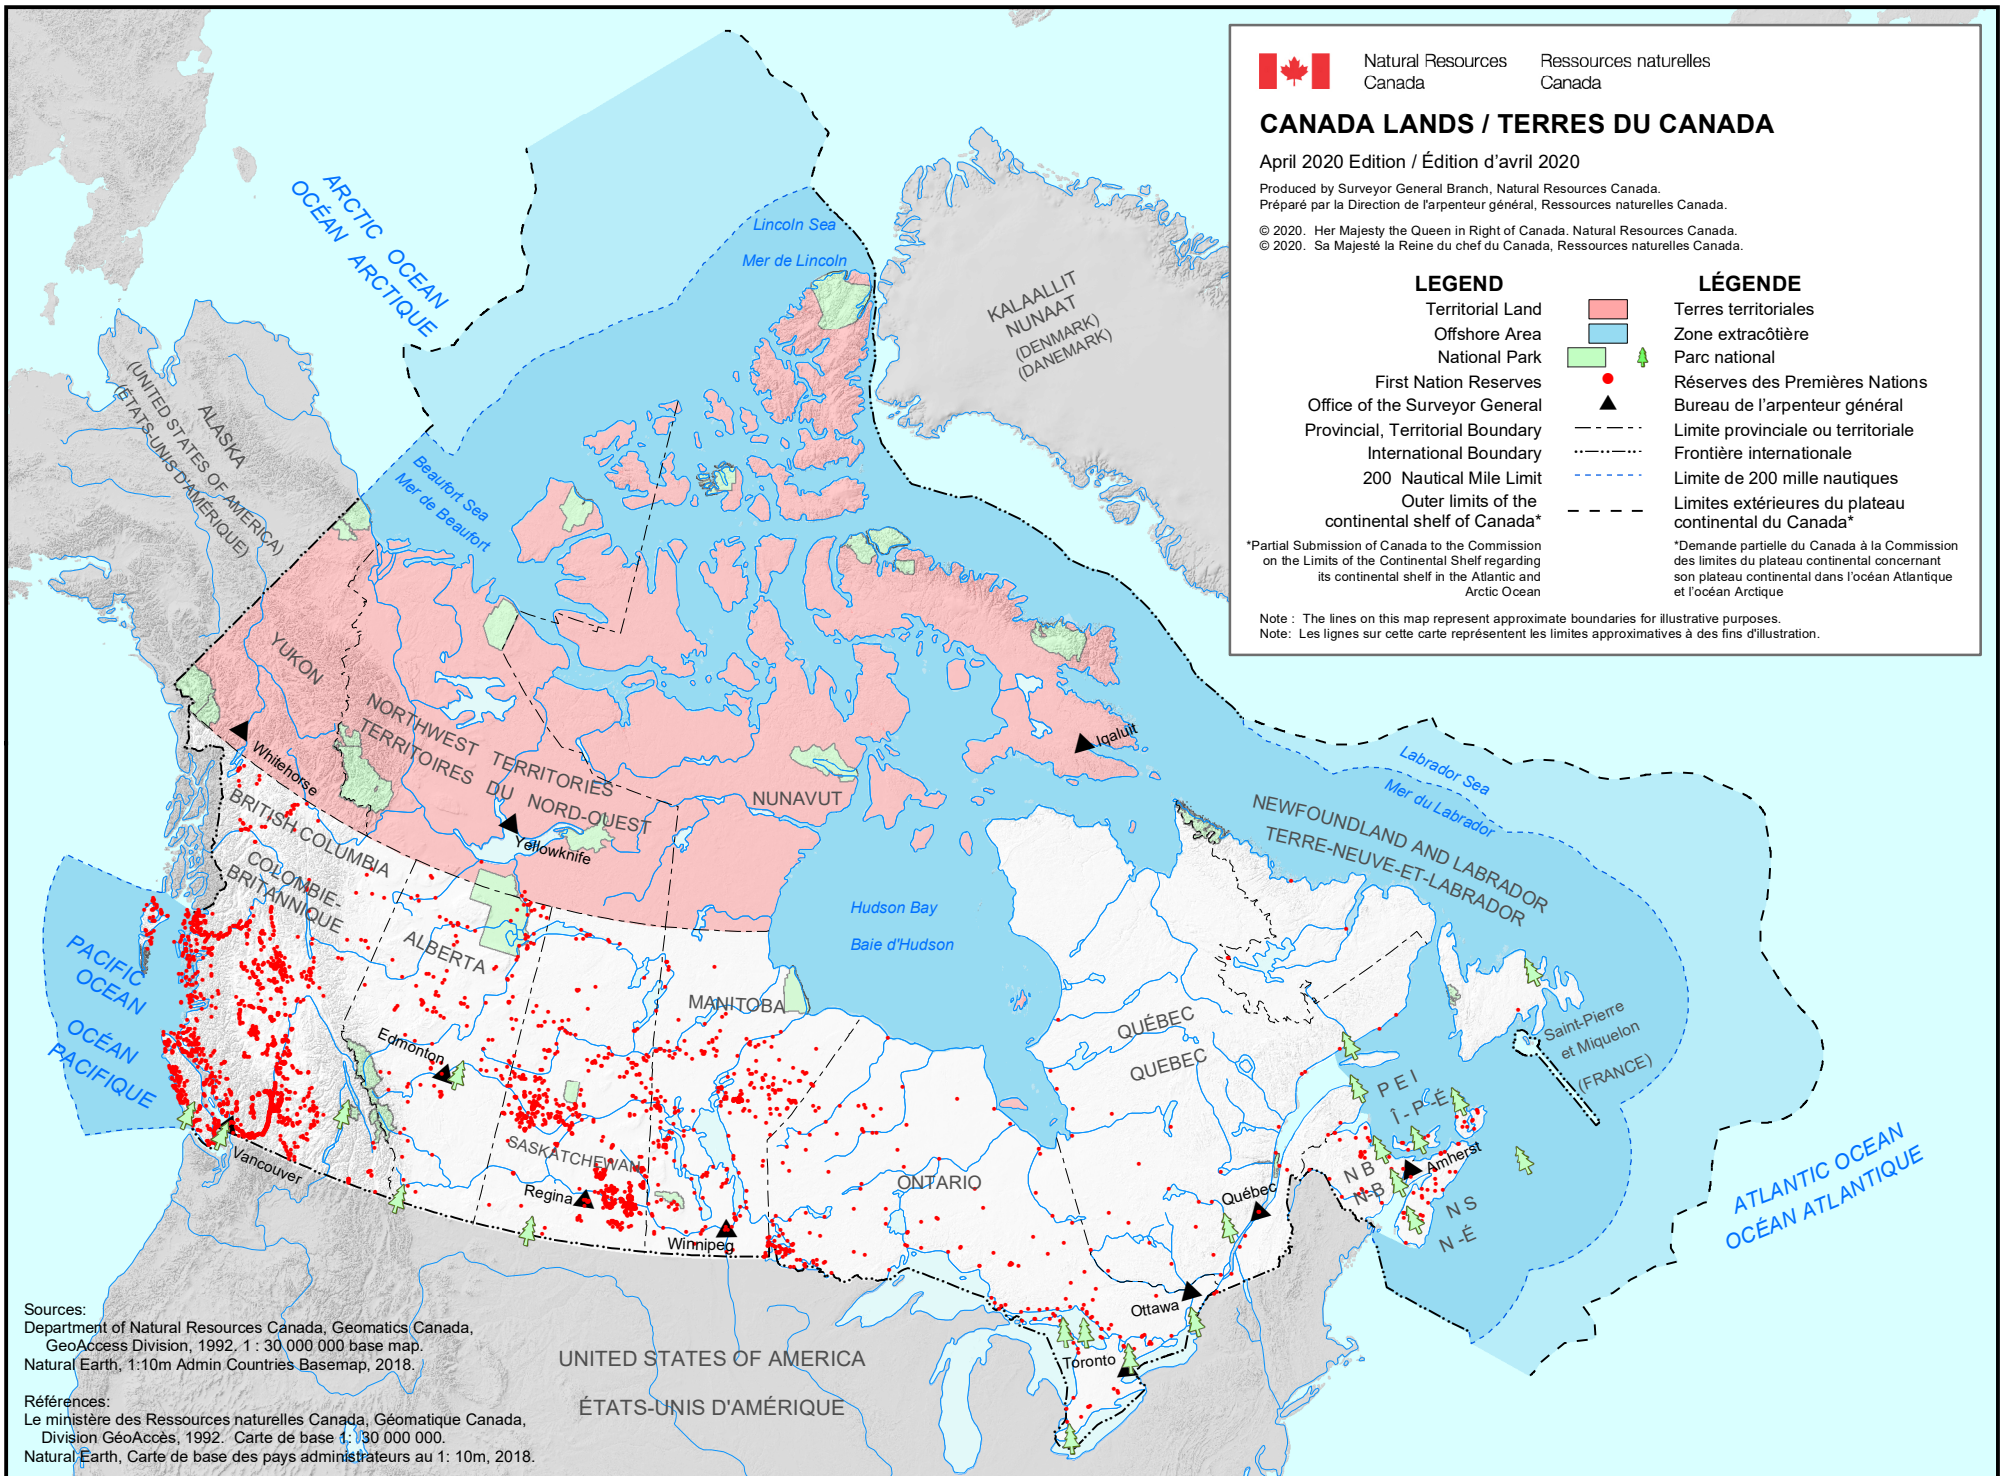 Natural Resources
Canada
Ressources naturelles
Canada
CANADA LANDS / TERRES DU CANADA
April 2020 Edition / Édition d'avril 2020
Produced by Surveyor General Branch, Natural Resources Canada.
Préparé par la Direction de l'arpenteur général, Ressources naturelles Canada.
© 2020. Her Majesty the Queen in Right of Canada. Natural Resources Canada.
© 2020. Sa Majesté la Reine du chef du Canada, Ressources naturelles Canada.
LEGEND
LÉGENDE
Territorial Land
Terres territoriales
Offshore Area
Zone extracôtière
National Park
Parc national
First Nation Reserves
Réserves des Premières Nations
Office of the Surveyor General
Bureau de l'arpenteur général
Provincial, Territorial Boundary
Limite provinciale ou territoriale
International Boundary
Frontière internationale
200 Nautical Mile Limit
Limite de 200 mille nautiques
Outer limits of the
continental shelf of Canada*
Limites extérieures du plateau
continental du Canada*
*Partial Submission of Canada to the Commission
on the Limits of the Continental Shelf regarding
its continental shelf in the Atlantic and
Arctic Ocean
*Demande partielle du Canada à la Commission
des limites du plateau continental concernant
son plateau continental dans l'océan Atlantique
et l'océan Arctique
Note : The lines on this map represent approximate boundaries for illustrative purposes.
Note: Les lignes sur cette carte représentent les limites approximatives à des fins d'illustration.
ARCTIC OCEAN
OCÉAN ARCTIQUE
Lincoln Sea
Mer de Lincoln
KALAALLIT
NUNAAT
(DENMARK)
(DANEMARK)
ALASKA
(UNITED STATES OF AMERICA)
(ÉTATS-UNIS D'AMÉRIQUE)
Beaufort Sea
Mer de Beaufort
YUKON
NORTHWEST TERRITORIES
TERRITOIRES DU NORD-OUEST
NUNAVUT
Whitehorse
Yellowknife
Iqaluit
Labrador Sea
Mer du Labrador
NEWFOUNDLAND AND LABRADOR
TERRE-NEUVE-ET-LABRADOR
BRITISH COLUMBIA
COLOMBIE-
BRITANNIQUE
ALBERTA
Hudson Bay
Baie d'Hudson
PACIFIC
OCEAN
OCÉAN
PACIFIQUE
MANITOBA
QUÉBEC
QUEBEC
Saint-Pierre
et Miquelon
(FRANCE)
Edmonton
PEI
Î-P-É
SASKATCHEWAN
Vancouver
Regina
Winnipeg
ONTARIO
Québec
NB
N-B
Amherst
NS
N-É
ATLANTIC OCEAN
OCÉAN ATLANTIQUE
Ottawa
Toronto
UNITED STATES OF AMERICA
ÉTATS-UNIS D'AMÉRIQUE
Sources:
Department of Natural Resources Canada, Geomatics Canada,
GeoAccess Division, 1992. 1 : 30 000 000 base map.
Natural Earth, 1:10m Admin Countries Basemap, 2018.
Références:
Le ministère des Ressources naturelles Canada, Géomatique Canada,
Division GéoAccès, 1992. Carte de base 1: 30 000 000.
Natural Earth, Carte de base des pays administrateurs au 1: 10m, 2018.